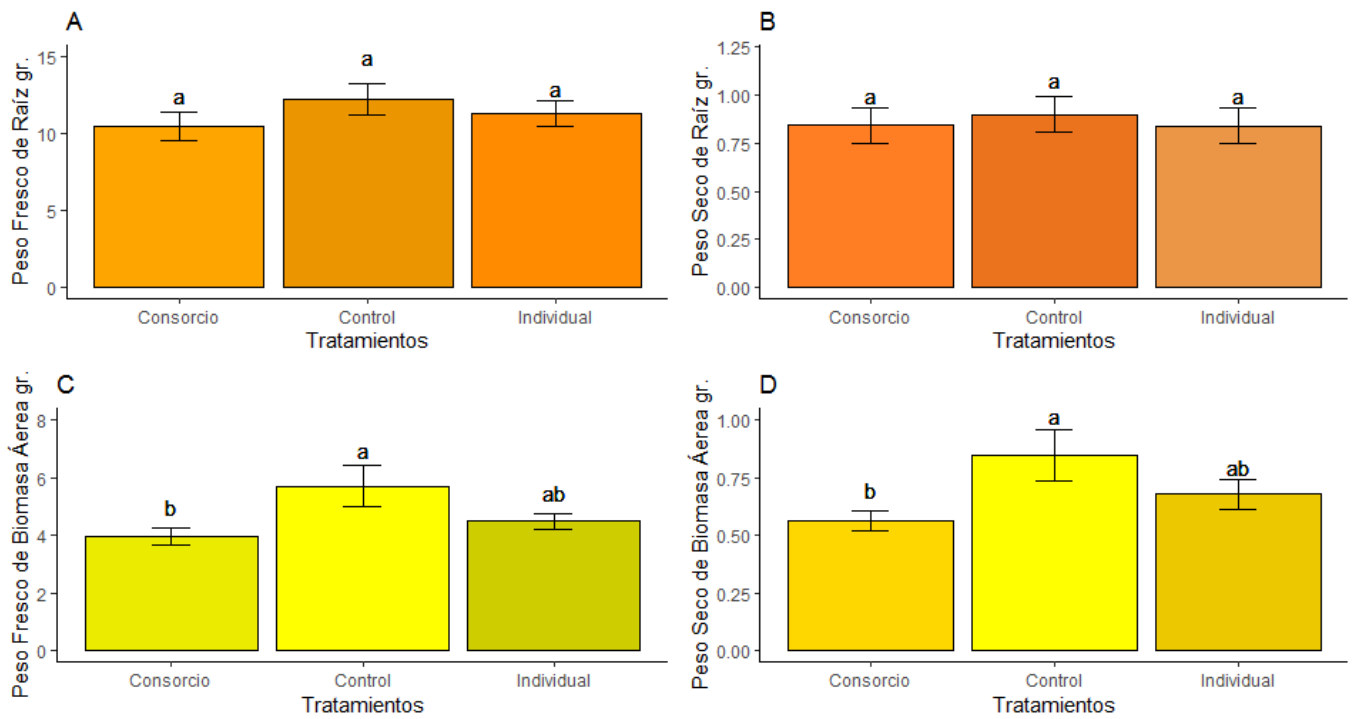 A
Peso Fresco de Raíz gr.
15
10
5
0
a
a
a
Consorcio
Control
Individual
Tratamientos
B
Peso Seco de Raíz gr.
1.25
1.00
0.75
0.50
0.25
0.00
a
a
a
Consorcio
Control
Individual
Tratamientos
C
Peso Fresco de Biomasa Áerea gr.
8
6
4
2
0
b
a
ab
Consorcio
Control
Individual
Tratamientos
D
Peso Seco de Biomasa Áerea gr.
1.00
0.75
0.50
0.25
0.00
b
a
ab
Consorcio
Control
Individual
Tratamientos